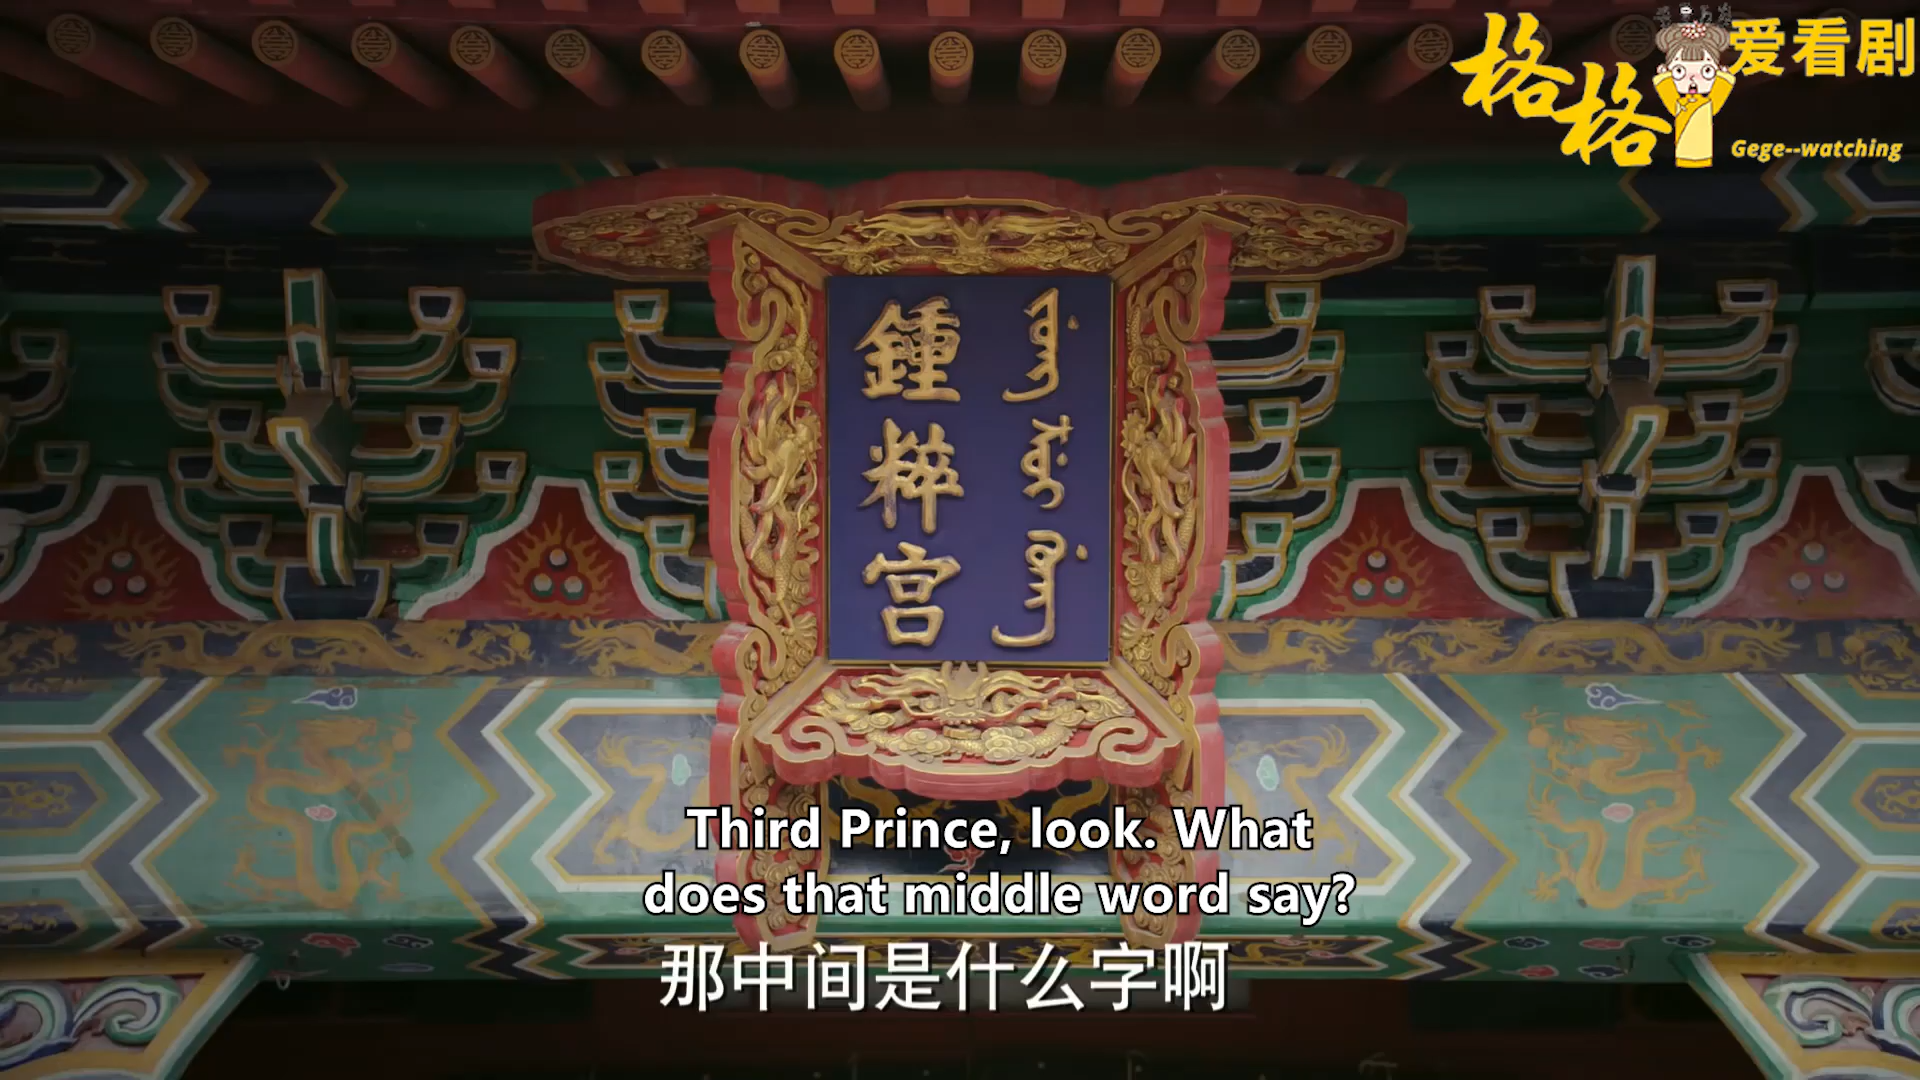 格格
爱看剧
Gege--watching
鍾粹宮
Third Prince, look. What
does that middle word say?
那中间是什么字啊